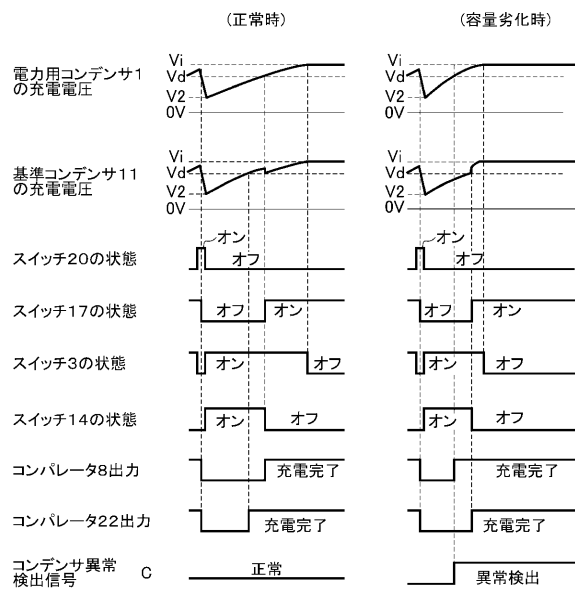 (正常時) (容量劣化時)
電力用コンデンサ1
の充電電圧
Vi
Vd
V2
0V
Vi
Vd
V2
0V
基準コンデンサ11
の充電電圧
Vi
Vd
V2
0V
Vi
Vd
V2
0V
スイッチ20の状態 オン オフ オン オフ
スイッチ17の状態 オフ オン オフ オン
スイッチ3の状態 オン オフ オン オフ
スイッチ14の状態 オン オフ オン オフ
コンパレータ8出力 充電完了 充電完了
コンパレータ22出力 充電完了 充電完了
コンデンサ異常
検出信号 C 正常 異常検出